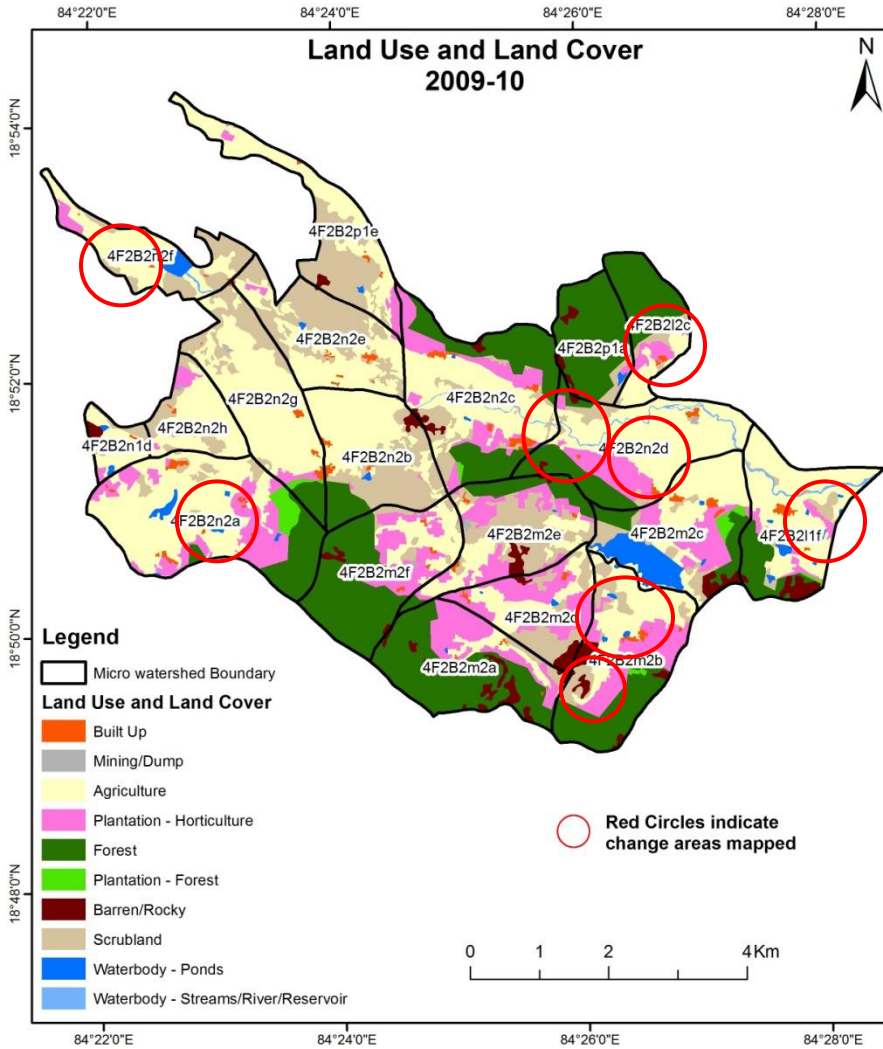 84°22'0"E 84°24'0"E 84°26'0"E 84°28'0"E
Land Use and Land Cover
2009-10
N
18°54'0"N
18°52'0"N
18°50'0"N
18°48'0"N
4F2B2p1e
4F2B2n2f
4F2B2l2c
4F2B2n2e
4F2B2p1a
4F2B2n2g
4F2B2n2c
4F2B2n2h
4F2B2n1d
4F2B2n2d
4F2B2n2b
4F2B2n2a
4F2B2m2e
4F2B2m2c
4F2B2l1f
4F2B2m2f
4F2B2m2d
4F2B2m2a
4F2B2m2b
Legend
Micro watershed Boundary
Land Use and Land Cover
Built Up
Mining/Dump
Agriculture
Plantation - Horticulture
Forest
Plantation - Forest
Barren/Rocky
Scrubland
Waterbody - Ponds
Waterbody - Streams/River/Reservoir
Red Circles indicate
change areas mapped
0 1 2 4Km
84°22'0"E 84°24'0"E 84°26'0"E 84°28'0"E